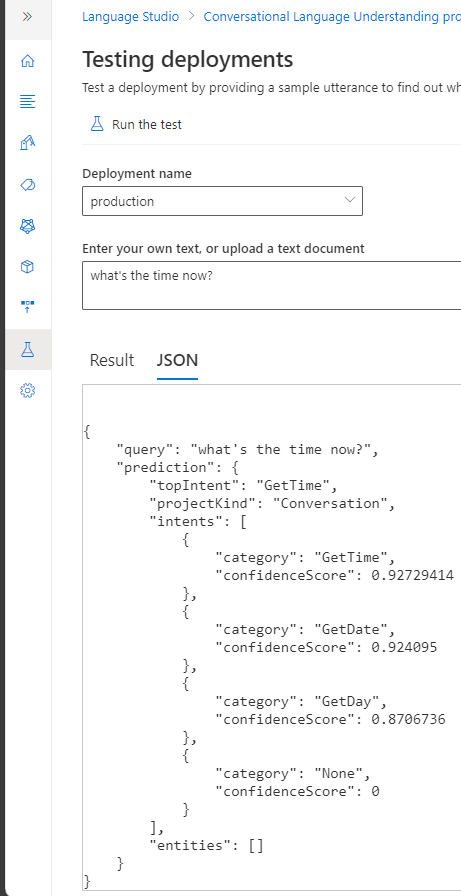 Language Studio > Conversational Language Understanding pro
Testing deployments
Test a deployment by providing a sample utterance to find out wh
Run the test
Deployment name
production
Enter your own text, or upload a text document
what's the time now?
Result JSON
{
    "query": "what's the time now?",
    "prediction": {
        "topIntent": "GetTime",
        "projectKind": "Conversation",
        "intents": [
            {
                "category": "GetTime",
                "confidenceScore": 0.92729414
            },
            {
                "category": "GetDate",
                "confidenceScore": 0.924095
            },
            {
                "category": "GetDay",
                "confidenceScore": 0.8706736
            },
            {
                "category": "None",
                "confidenceScore": 0
            }
        ],
        "entities": []
    }
}